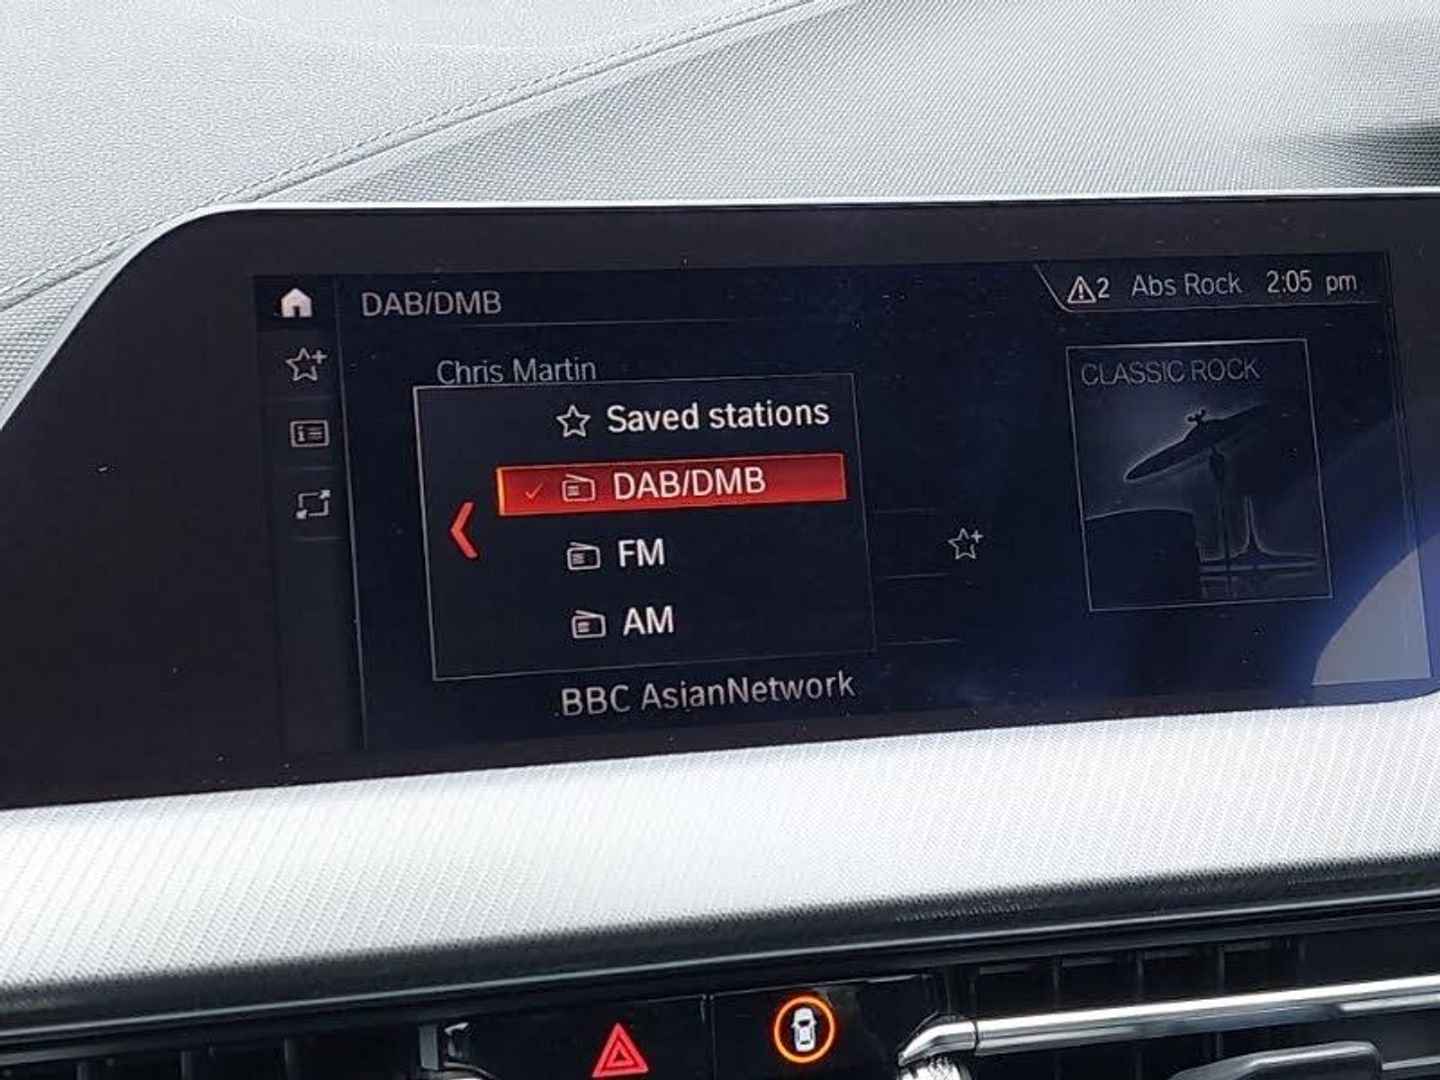 DAB/DMB
2 Abs Rock 2:05 pm
Chris Martin
CLASSIC ROCK
Saved stations
DAB/DMB
FM
AM
BBC AsianNetwork